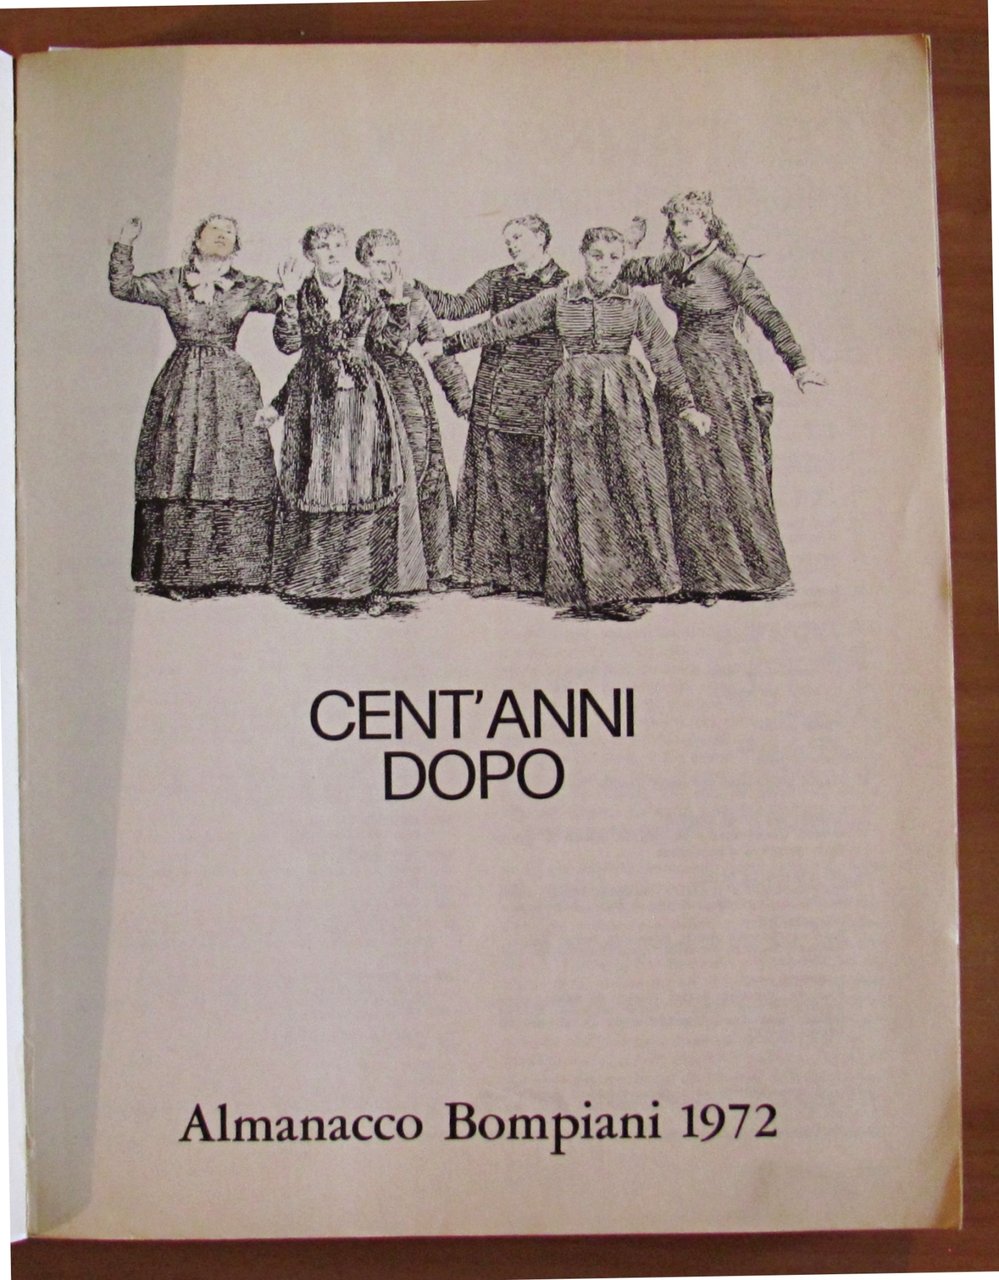 CENT'ANNI
DOPO
Almanacco Bompiani 1972